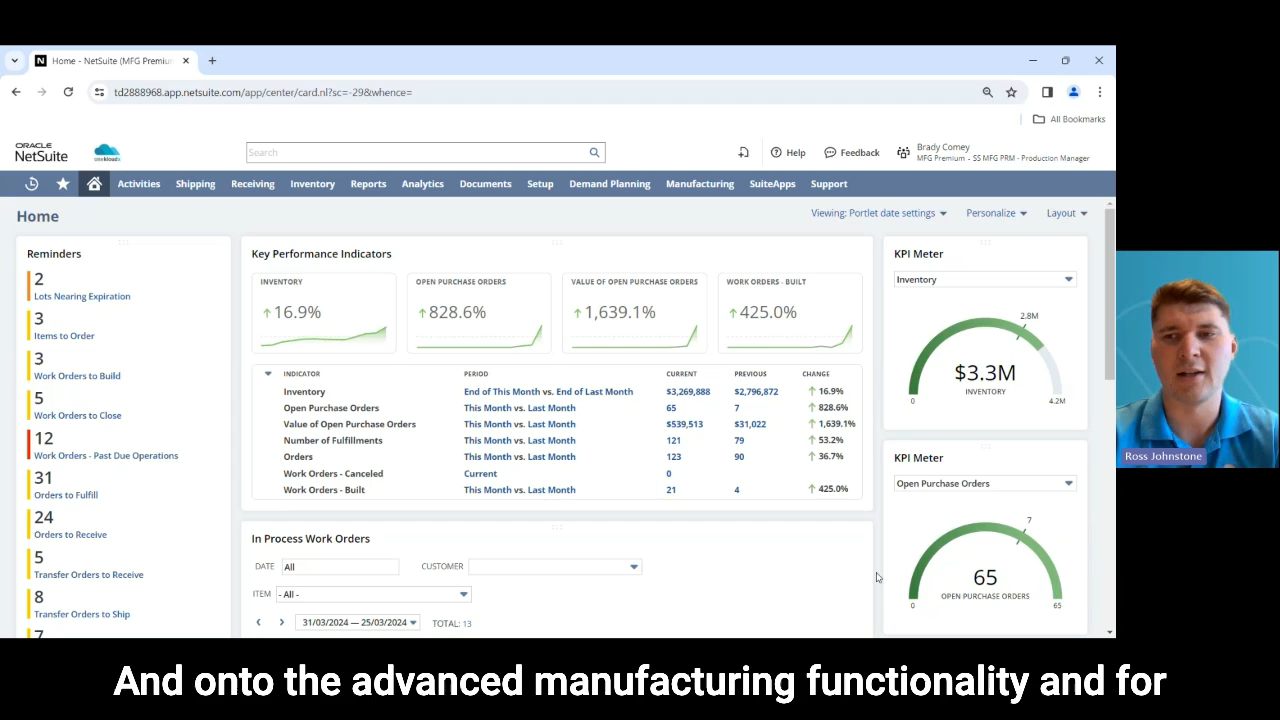 Home - NetSuite (MFG Premiu
td2888968.app.netsuite.com/app/center/card.nl?sc=-29&whence=
All Bookmarks
ORACLE
NETSUITE
onekloudx
Search
Help
Feedback
Brady Comey
MFG Premium – SS MFG PRM - Production Manager
Activities Shipping Receiving Inventory Reports Analytics Documents Setup Demand Planning Manufacturing SuiteApps Support
Home
Viewing: Portlet date settings Personalize Layout
Reminders
2
Lots Nearing Expiration
3
Items to Order
3
Work Orders to Build
5
Work Orders to Close
12
Work Orders - Past Due Operations
31
Orders to Fulfill
24
Orders to Receive
5
Transfer Orders to Receive
8
Transfer Orders to Ship
7
Key Performance Indicators
INVENTORY OPEN PURCHASE ORDERS VALUE OF OPEN PURCHASE ORDERS WORK ORDERS - BUILT
↑16.9% ↑828.6% ↑1,639.1% ↑425.0%
INDICATOR PERIOD CURRENT PREVIOUS CHANGE
Inventory End of This Month vs. End of Last Month $3,269,888 $2,796,872 ↑ 16.9%
Open Purchase Orders This Month vs. Last Month 65 7 ↑ 828.6%
Value of Open Purchase Orders This Month vs. Last Month $539,513 $31,022 ↑ 1,639.1%
Number of Fulfillments This Month vs. Last Month 121 79 ↑ 53.2%
Orders This Month vs. Last Month 123 90 ↑ 36.7%
Work Orders - Canceled Current 0
Work Orders - Built This Month vs. Last Month 21 4 ↑ 425.0%
In Process Work Orders
DATE All CUSTOMER
ITEM - All -
31/03/2024 — 25/03/2024 TOTAL: 13
KPI Meter
Inventory
2.8M
$3.3M
INVENTORY
0 4.2M
KPI Meter
Open Purchase Orders
7
65
OPEN PURCHASE ORDERS
0 65
Ross Johnstone
And onto the advanced manufacturing functionality and for